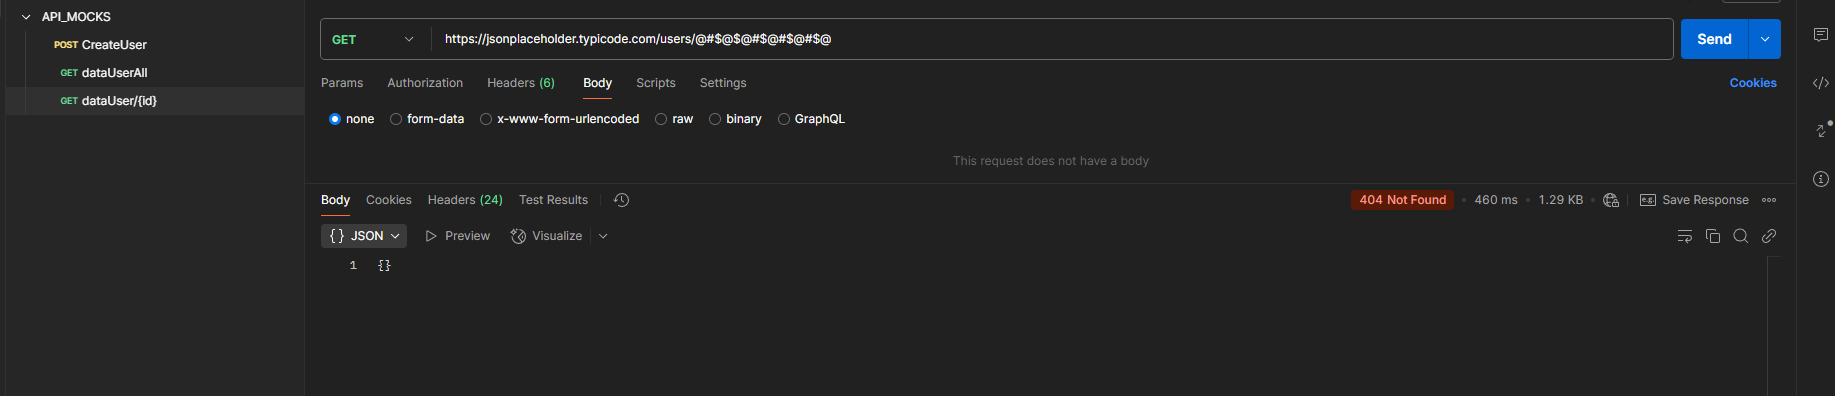 API_MOCKS
POST CreateUser
GET dataUserAll
GET dataUser/{id}
GET https://jsonplaceholder.typicode.com/users/@#$@$@#$@#$@#$@ Send
Params Authorization Headers (6) Body Scripts Settings Cookies
none form-data x-www-form-urlencoded raw binary GraphQL
This request does not have a body
Body Cookies Headers (24) Test Results 404 Not Found 460 ms 1.29 KB e.g. Save Response
{} JSON Preview Visualize
1 {}